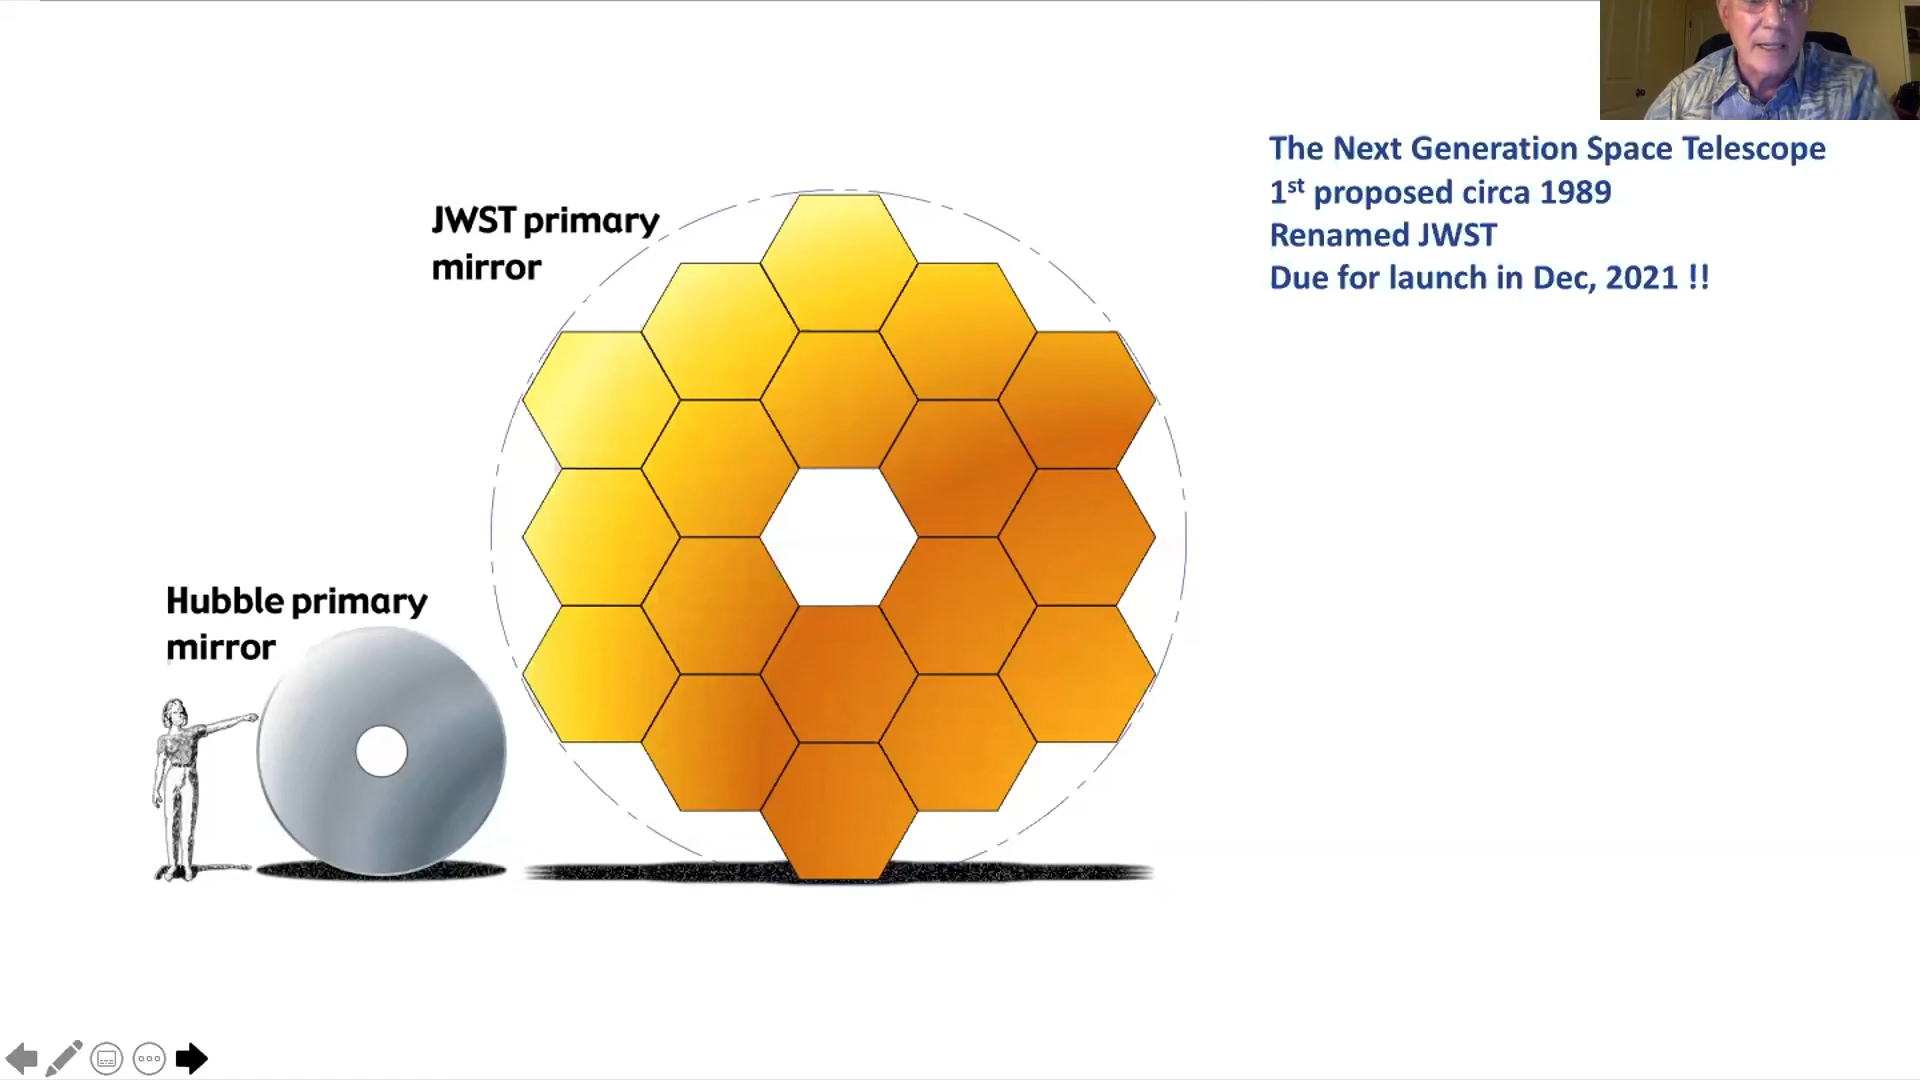 The Next Generation Space Telescope
1st proposed circa 1989
Renamed JWST
Due for launch in Dec, 2021 !!
JWST primary
mirror
Hubble primary
mirror